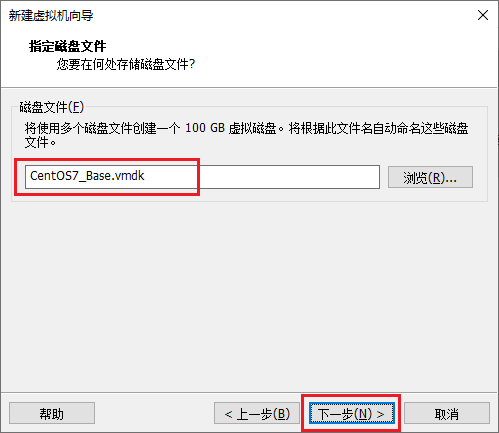 新建虚拟机向导
指定磁盘文件
您要在何处存储磁盘文件?
磁盘文件(F)
将使用多个磁盘文件创建一个 100 GB 虚拟磁盘。将根据此文件名自动命名这些磁盘
文件。
CentOS7_Base.vmdk
浏览(R)...
帮助
< 上一步(B)
下一步(N) >
取消